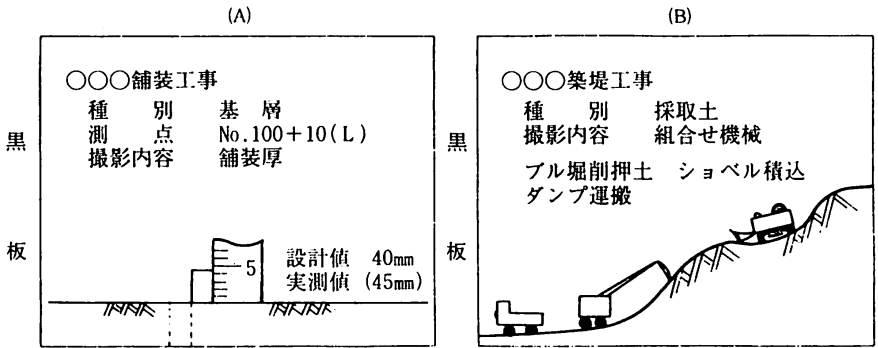 (A)
黒板
○○○舗装工事
種　別　基　層
測　点　No.100+10(L)
撮影内容　舗装厚
5
設計値　40mm
実測値　(45mm)
(B)
黒板
○○○築堤工事
種　別　採取土
撮影内容　組合せ機械
ブル堀削押土　ショベル積込
ダンプ運搬